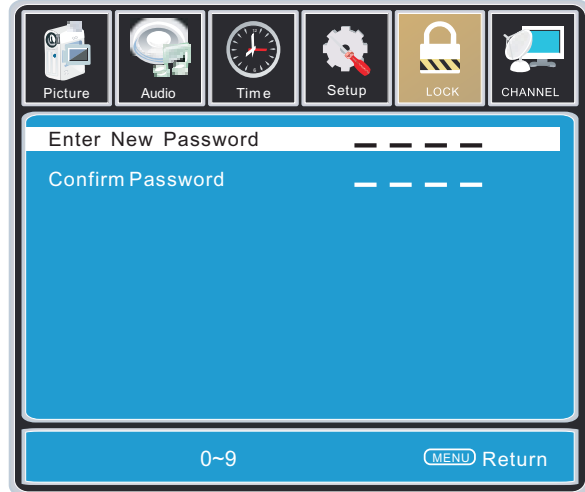 Picture Audio Time Setup LOCK CHANNEL
Enter New Password _ _ _ _
Confirm Password _ _ _ _
0~9 MENU Return